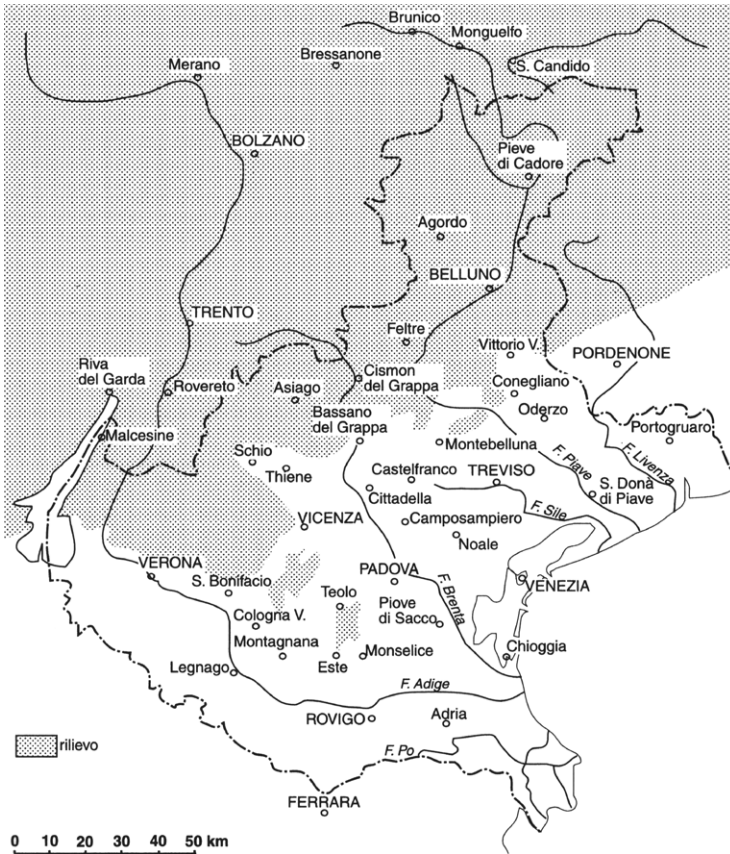 Brunico
Monguelfo
Bressanone
S. Candido
Merano
BOLZANO
Pieve
di Cadore
Agordo
BELLUNO
TRENTO
Feltre
Vittorio V.
PORDENONE
Riva
del Garda
Rovereto
Asiago
Cismon
del Grappa
Conegliano
Oderzo
Bassano
del Grappa
Portogruaro
Malcesine
Montebelluna
F. Piave
F. Livenza
Schio
Thiene
Castelfranco
TREVISO
S. Donà
di Piave
Cittadella
F. Sile
VICENZA
Camposampiero
Noale
VERONA
S. Bonifacio
PADOVA
F. Brenta
VENEZIA
Teolo
Piove
di Sacco
Cologna V.
Montagnana
Este
Monselice
Chioggia
Legnago
F. Adige
ROVIGO
Adria
rilievo
F. Po
FERRARA
0 10 20 30 40 50 km